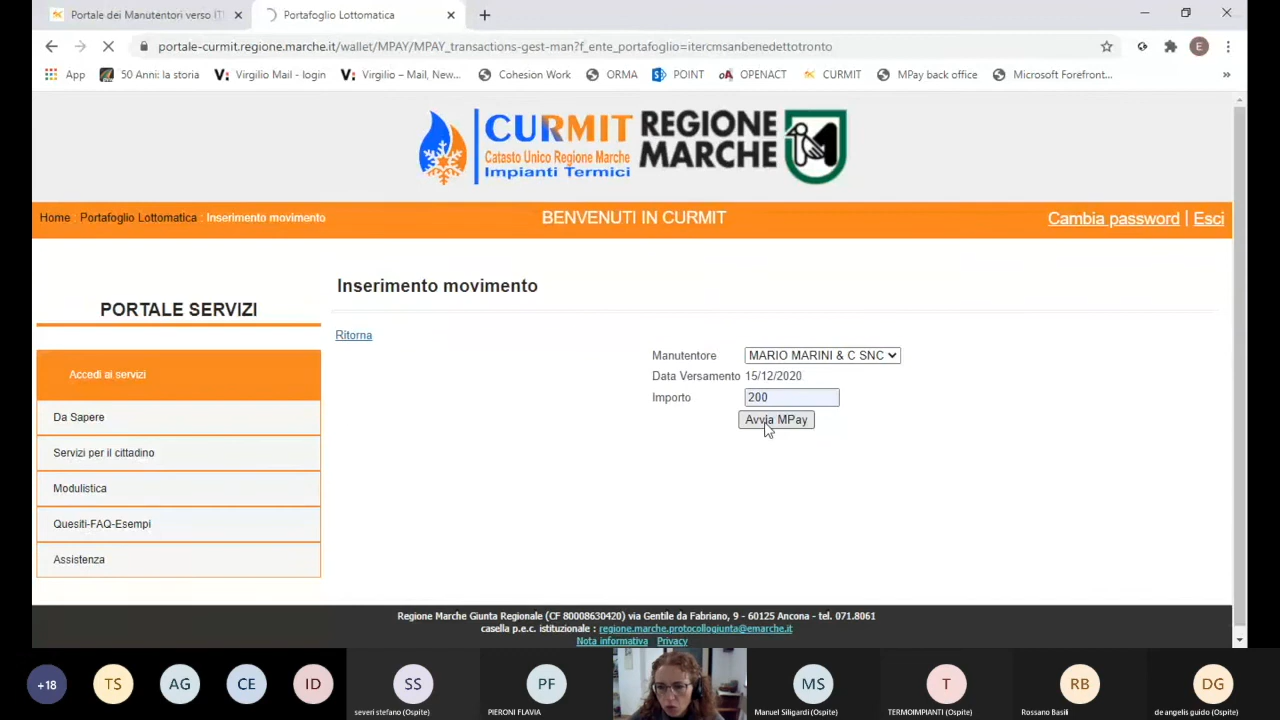 Portale dei Manutentori verso IT
Portafoglio Lottomatica
portale-curmit.regione.marche.it/wallet/MPAY/MPAY_transactions-gest-man?f_ente_portafoglio=itercmsanbenedettotronto
E
App
50 Anni: la storia
Virgilio Mail - login
Virgilio – Mail, New...
Cohesion Work
ORMA
POINT
OPENACT
CURMIT
MPay back office
Microsoft Forefront...
»
CURMIT
Catasto Unico Regione Marche
Impianti Termici
REGIONE
MARCHE
Home Portafoglio Lottomatica Inserimento movimento
BENVENUTI IN CURMIT
Cambia password | Esci
PORTALE SERVIZI
Accedi ai servizi
Da Sapere
Servizi per il cittadino
Modulistica
Quesiti-FAQ-Esempi
Assistenza
Inserimento movimento
Ritorna
Manutentore MARIO MARINI & C SNC
Data Versamento 15/12/2020
Importo 200
Avvia MPay
Regione Marche Giunta Regionale (CF 80008630420) via Gentile da Fabriano, 9 - 60125 Ancona - tel. 071.8061
casella p.e.c. istituzionale : regione.marche.protocollogiunta@emarche.it
Nota informativa Privacy
+18
TS
AG
CE
ID
SS
severi stefano (Ospite)
PF
PIERONI FLAVIA
MS
Manuel Siligardi (Ospite)
T
TERMOIMPIANTI (Ospite)
RB
Rossano Basili
DG
de angelis guido (Ospite)